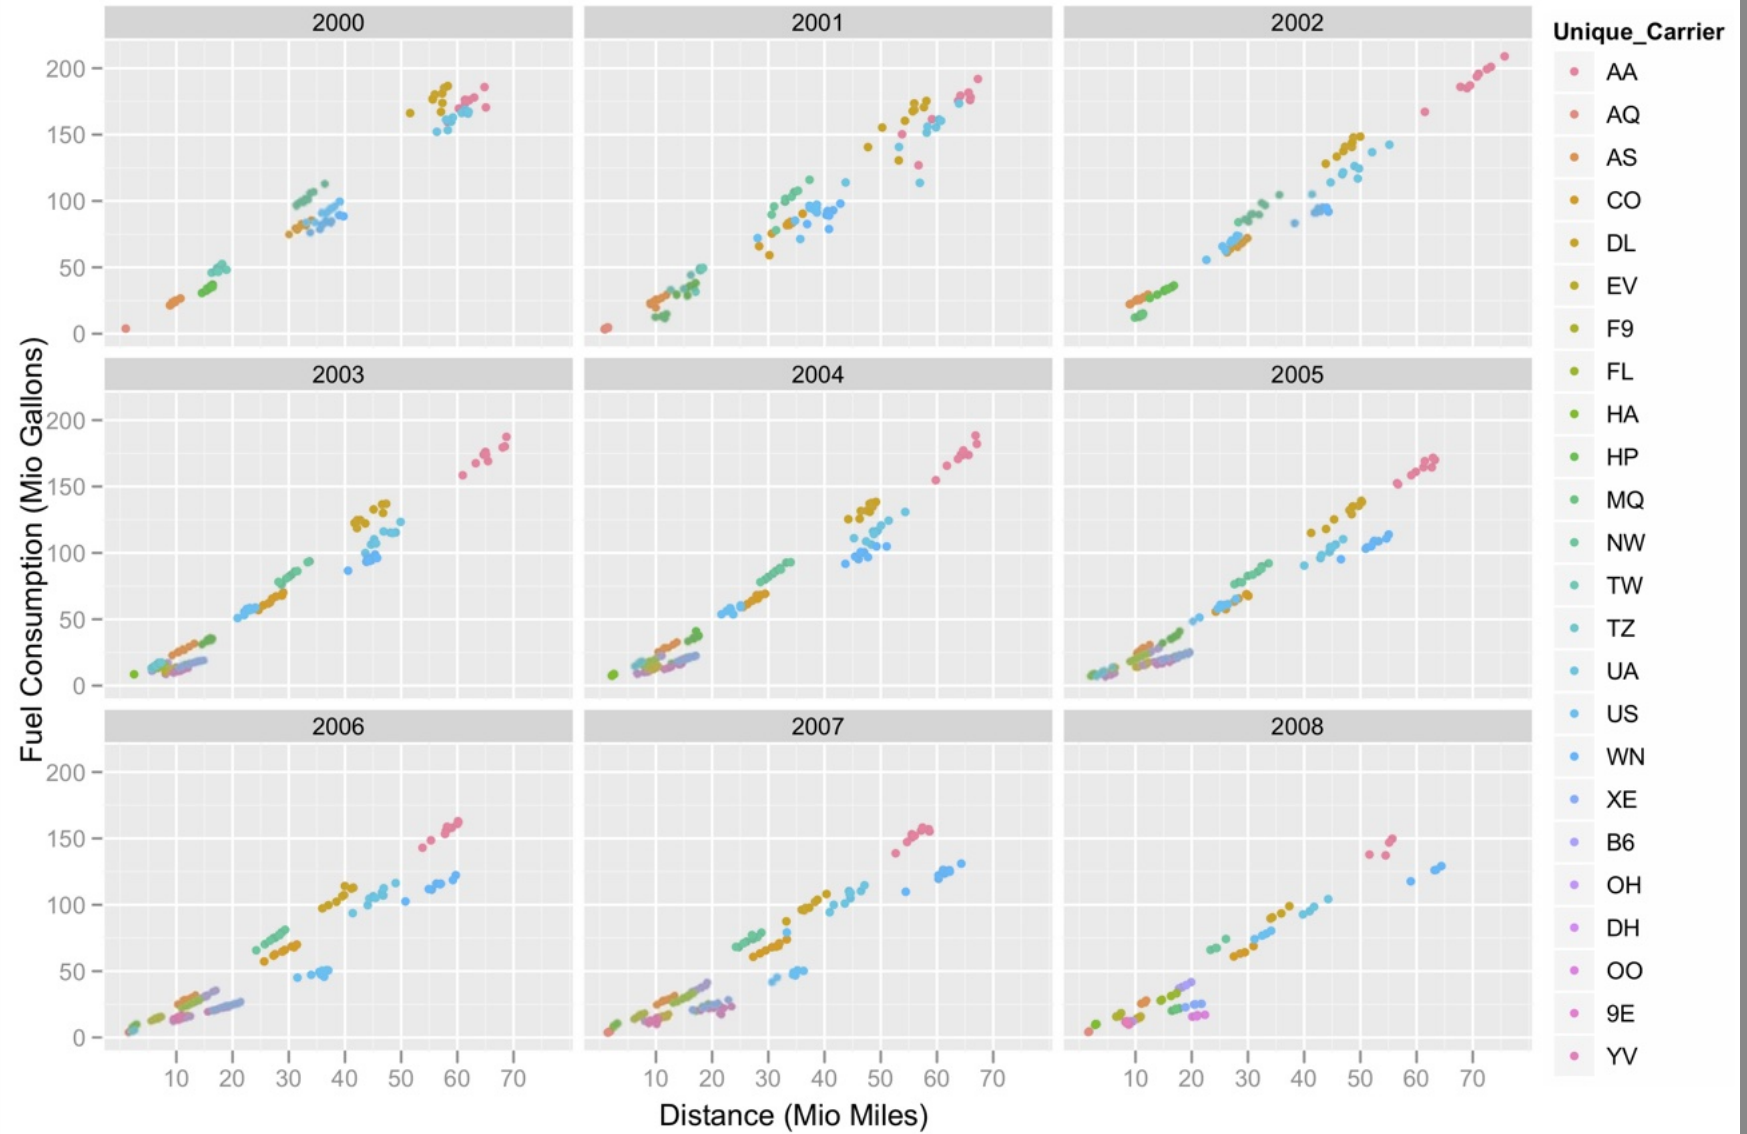 2000
2001
2002
Unique_Carrier
200
150
100
50
0
AA
AQ
AS
CO
DL
EV
F9
FL
HA
HP
MQ
NW
TW
TZ
UA
US
WN
XE
B6
OH
DH
OO
9E
YV
Fuel Consumption (Mio Gallons)
2003
2004
2005
200
150
100
50
0
2006
2007
2008
200
150
100
50
0
10 20 30 40 50 60 70
10 20 30 40 50 60 70
10 20 30 40 50 60 70
Distance (Mio Miles)